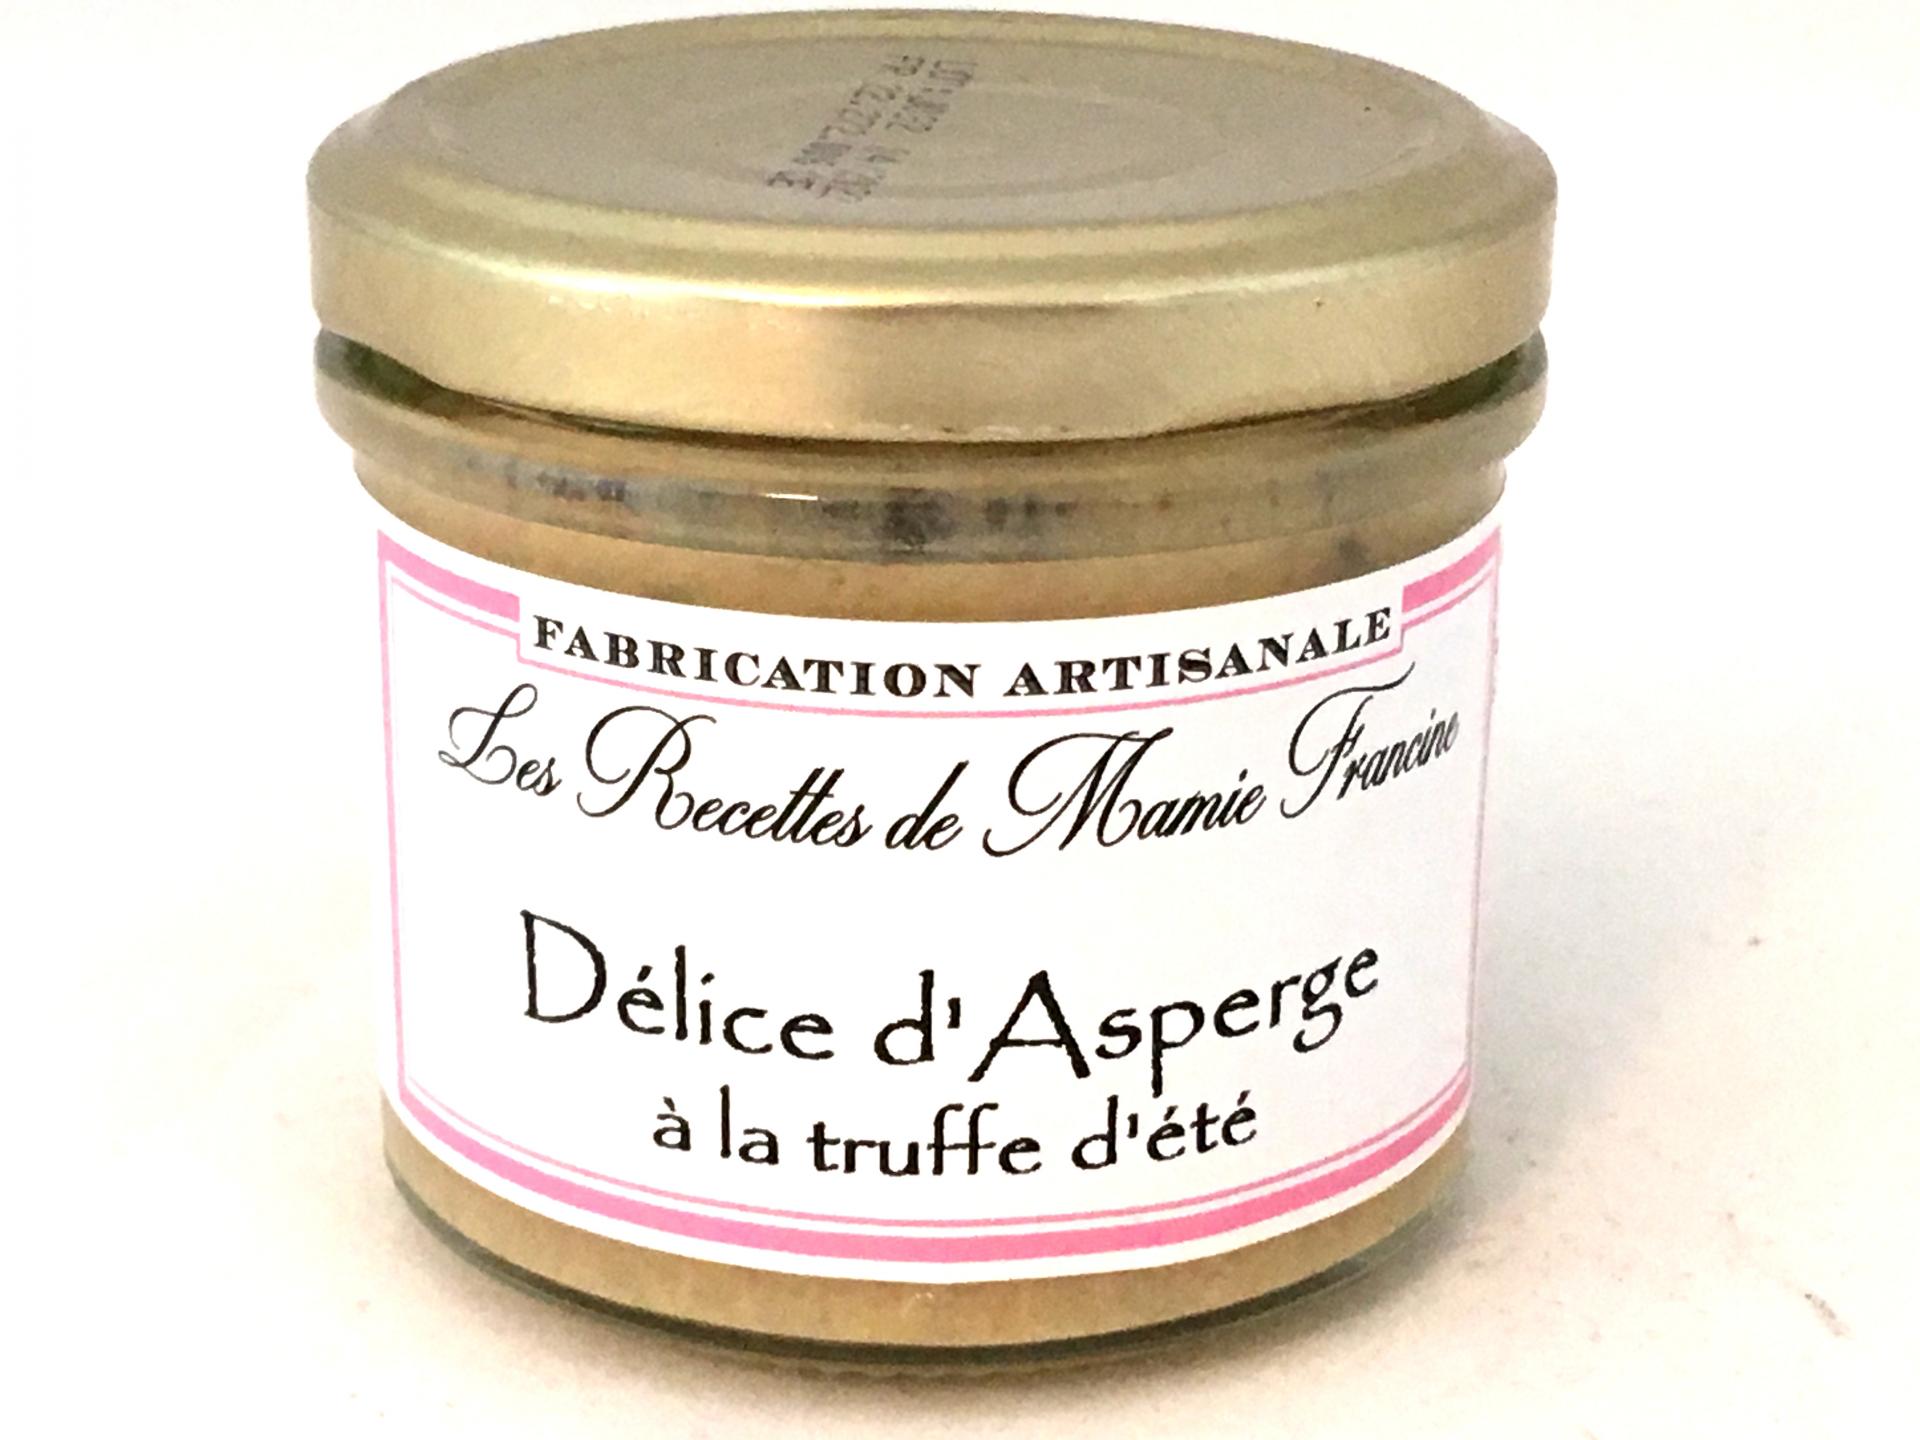 FABRICATION ARTISANALE
Les Recettes de Mamie Francine
Délice d'Asperge
à la truffe d'été